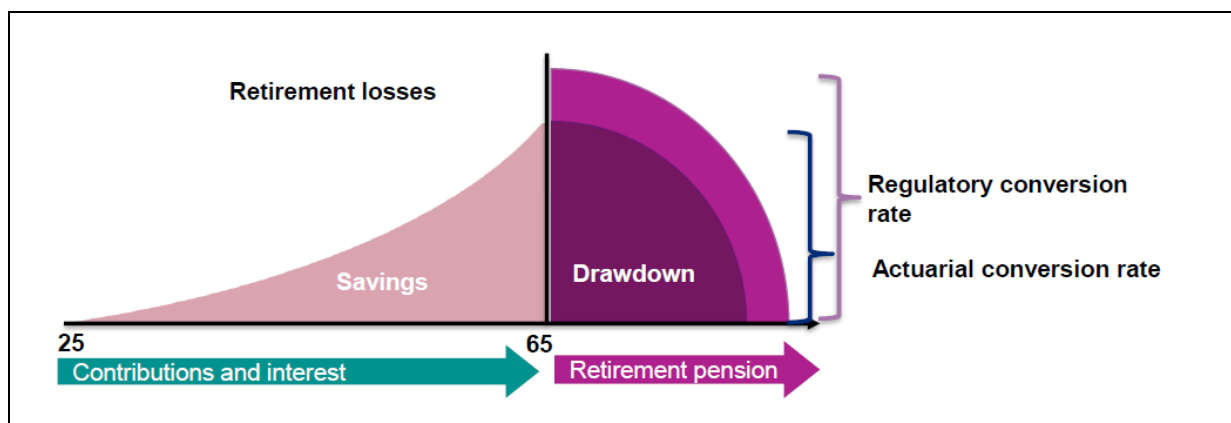 Retirement losses
Regulatory conversion
rate
Savings
Drawdown
Actuarial conversion rate
25
65
Contributions and interest
Retirement pension